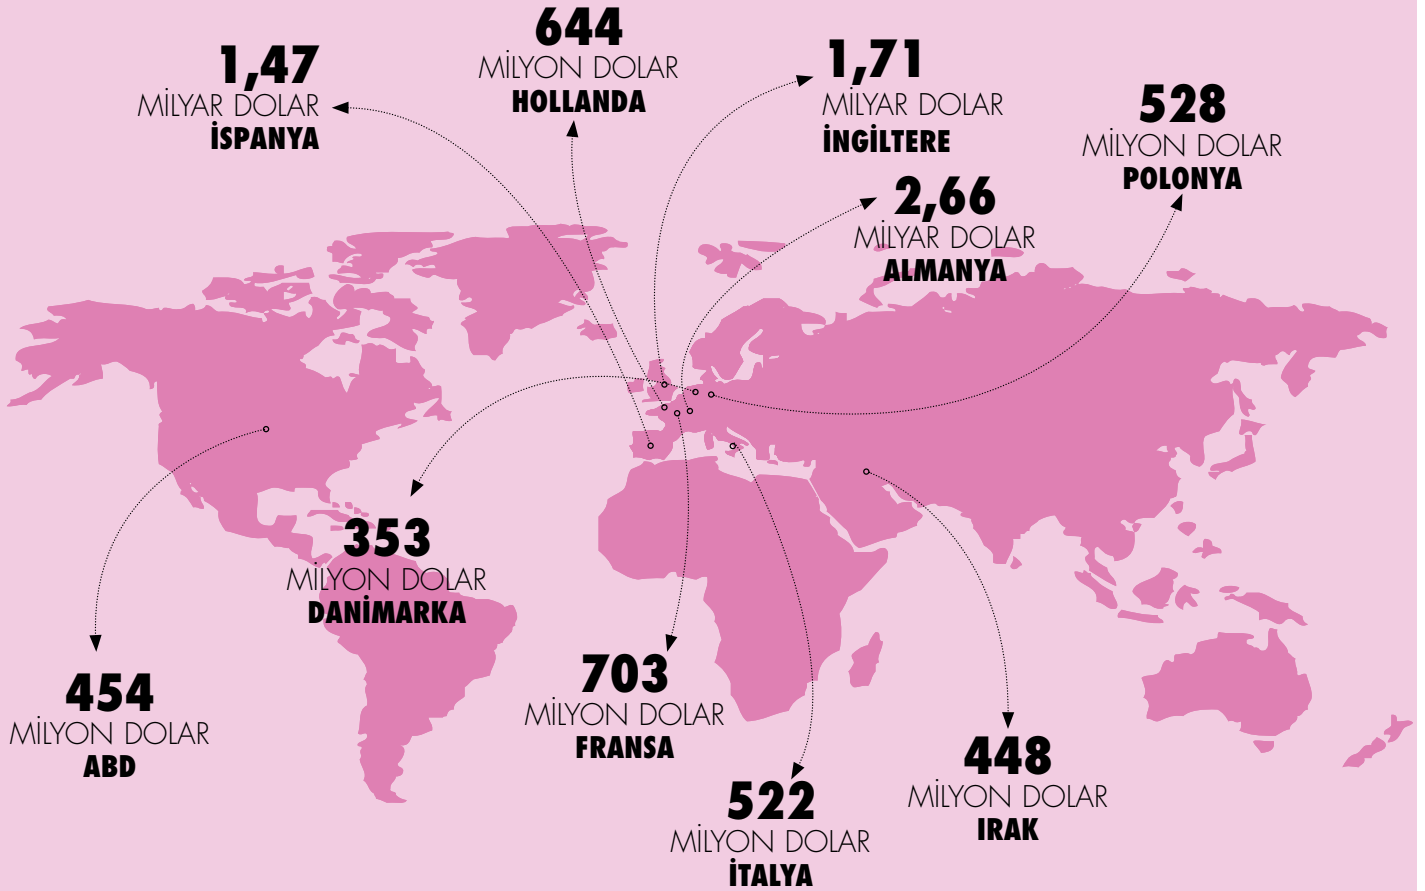 1,47
MİLYAR DOLAR
İSPANYA
644
MİLYON DOLAR
HOLLANDA
1,71
MİLYAR DOLAR
İNGİLTERE
528
MİLYON DOLAR
POLONYA
2,66
MİLYAR DOLAR
ALMANYA
353
MİLYON DOLAR
DANİMARKA
454
MİLYON DOLAR
ABD
703
MİLYON DOLAR
FRANSA
522
MİLYON DOLAR
İTALYA
448
MİLYON DOLAR
IRAK